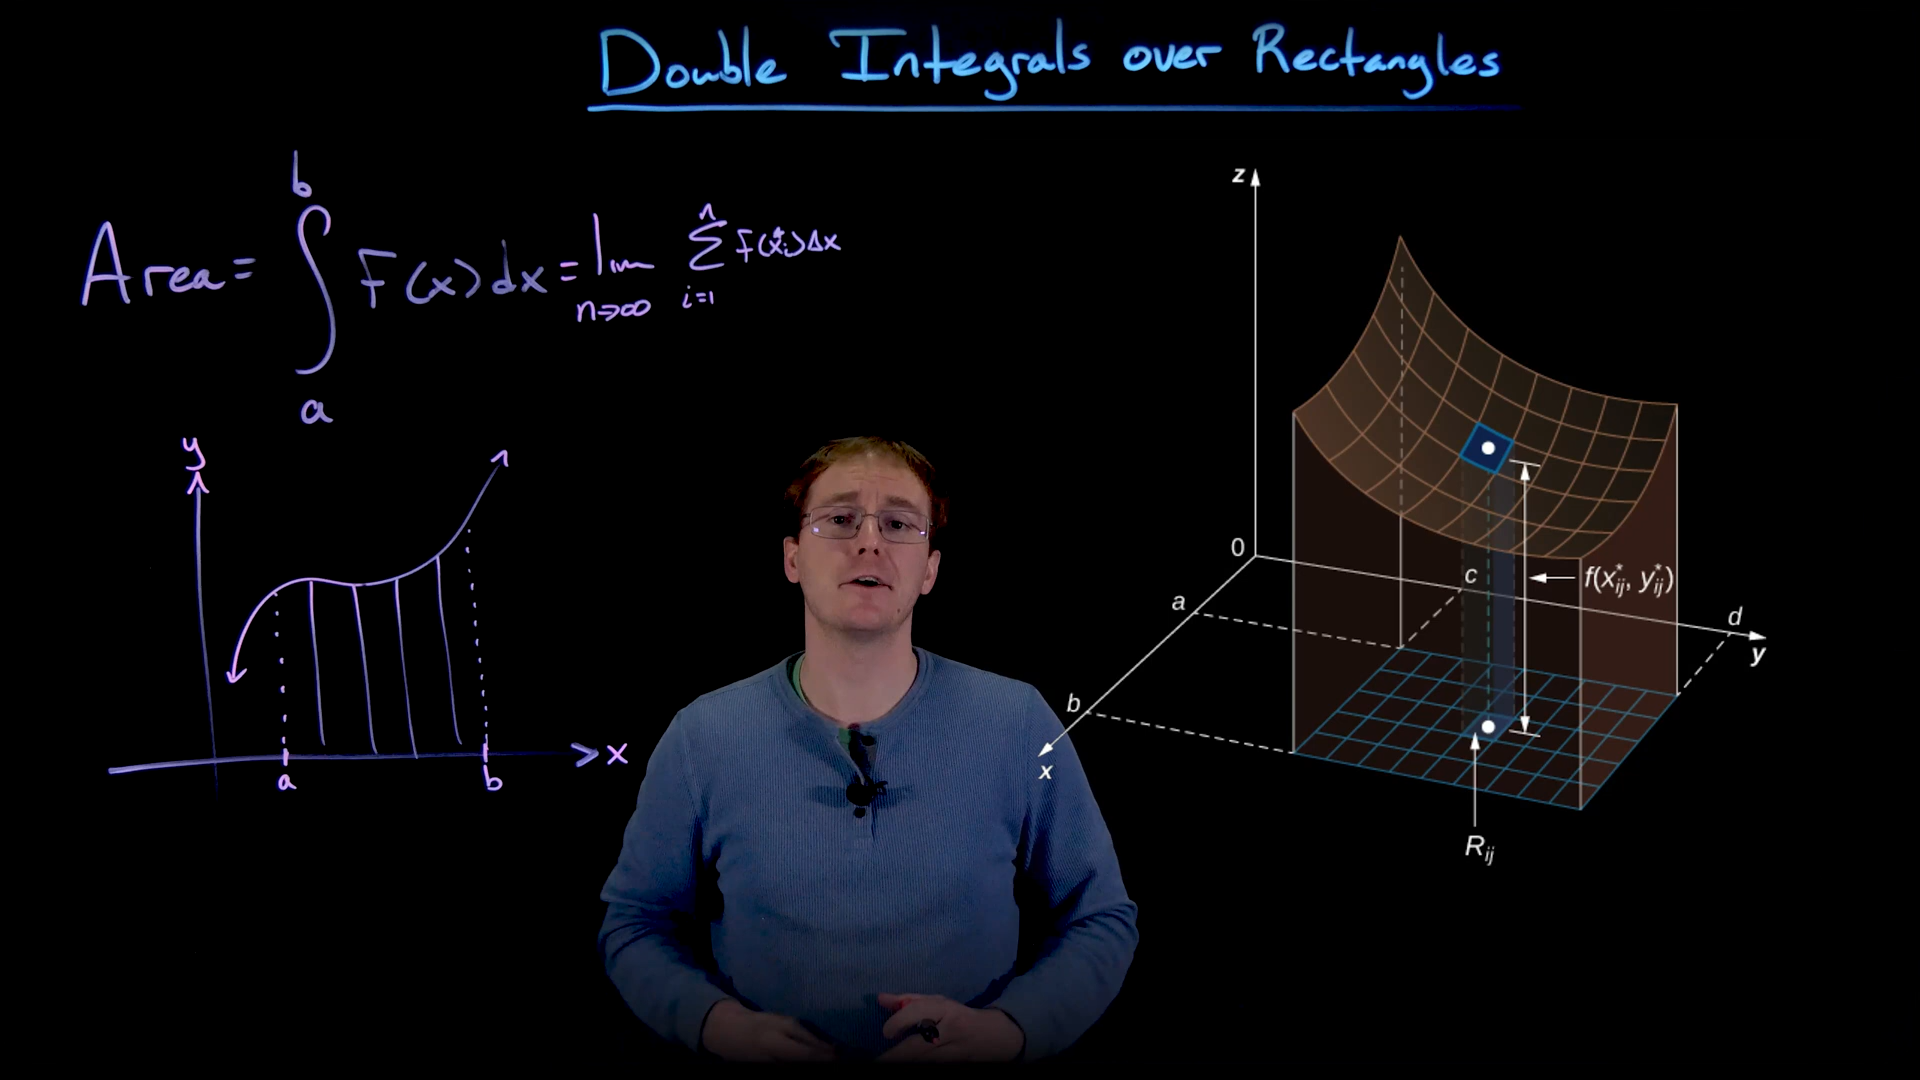 Double Integrals over Rectangles
b
Area = ∫ F(x)dx = lim ∑ F(xᵢ*)Δx
n→∞
n
i=1
a
y
a
b
x
z
0
a
b
x
c
d
y
f(x*ij, y*ij)
Rij